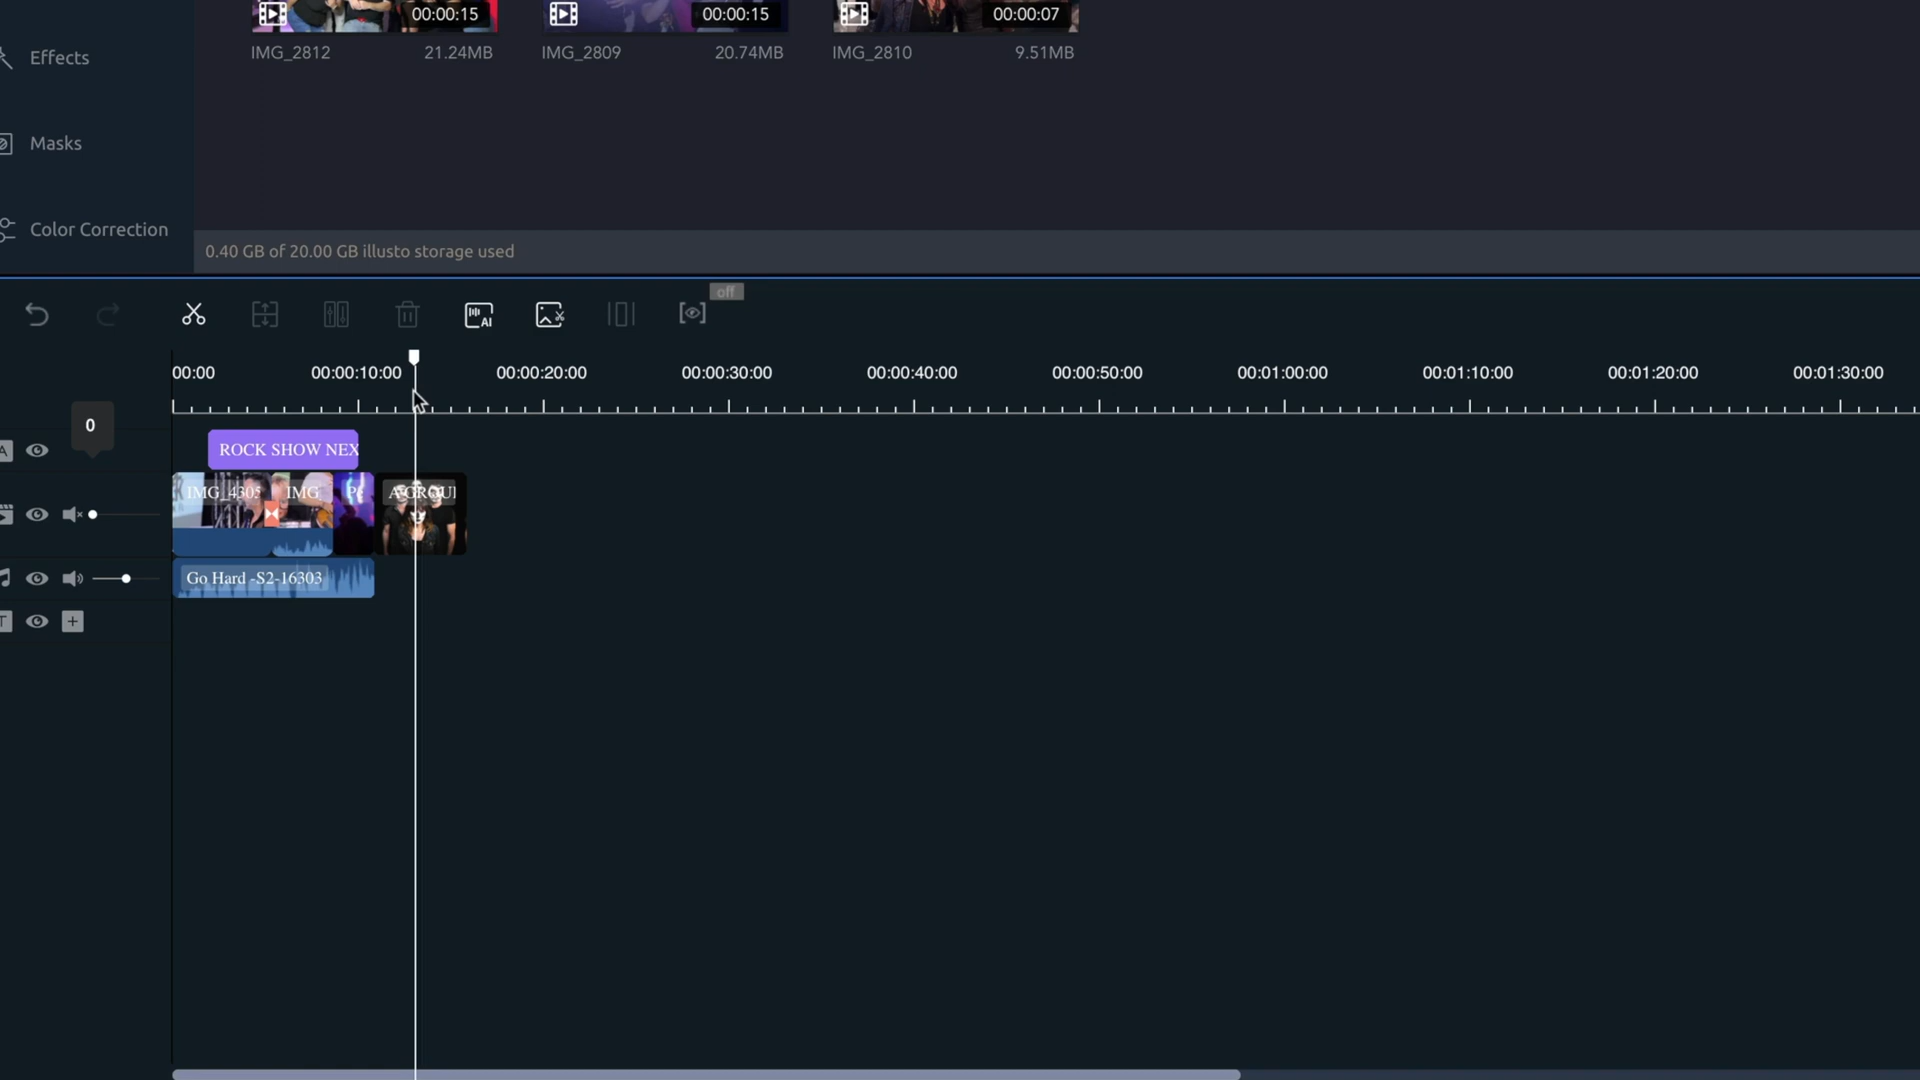 00:00:15
00:00:15
00:00:07
IMG_2812
21.24MB
IMG_2809
20.74MB
IMG_2810
9.51MB
Effects
Masks
Color Correction
0.40 GB of 20.00 GB illusto storage used
off
AI
00:00
00:00:10:00
00:00:20:00
00:00:30:00
00:00:40:00
00:00:50:00
00:01:00:00
00:01:10:00
00:01:20:00
00:01:30:00
0
A
ROCK SHOW NEX
IMG_4305
IMG
A GROU
Go Hard -S2-16303
T